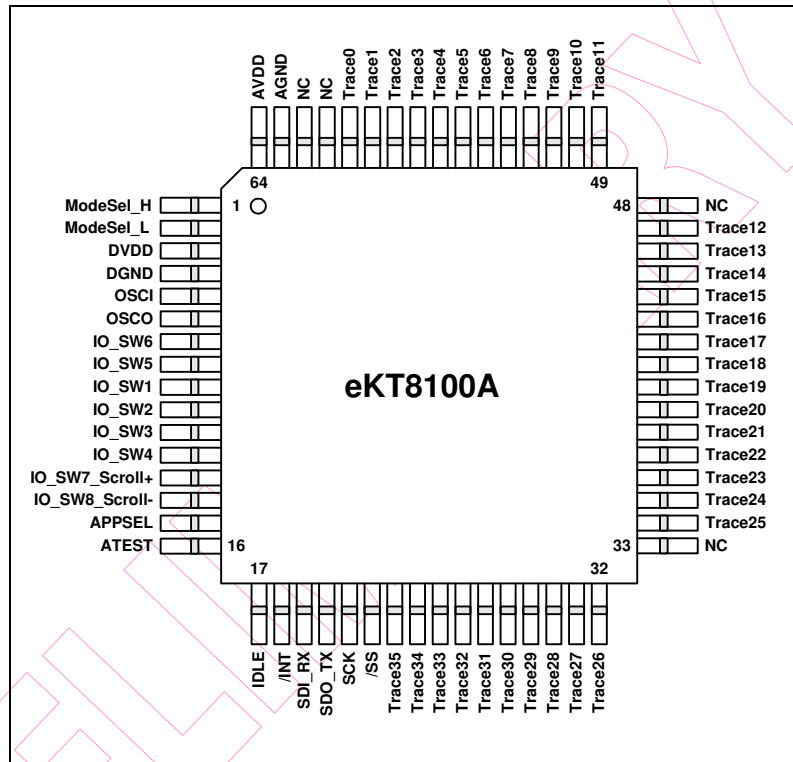 AVDD
AGND
NC
NC
Trace0
Trace1
Trace2
Trace3
Trace4
Trace5
Trace6
Trace7
Trace8
Trace9
Trace10
Trace11
64
49
ModeSel_H
1
48
NC
ModeSel_L
Trace12
DVDD
Trace13
DGND
Trace14
OSCI
Trace15
OSCO
Trace16
IO_SW6
Trace17
IO_SW5
Trace18
IO_SW1
eKT8100A
Trace19
IO_SW2
Trace20
IO_SW3
Trace21
IO_SW4
Trace22
IO_SW7_Scroll+
Trace23
IO_SW8_Scroll-
Trace24
APPSEL
Trace25
ATEST
16
33
NC
17
32
IDLE
/INT
SDI_RX
SDO_TX
SCK
/SS
Trace35
Trace34
Trace33
Trace32
Trace31
Trace30
Trace29
Trace28
Trace27
Trace26